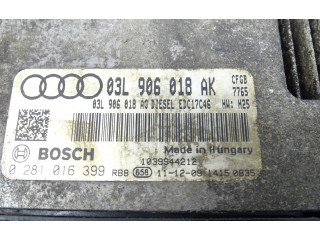 03L 906 018 AK CFGB
7765
03L 906 018 AG DIESEL EDC17C46 HW: H25
BOSCH Made in Hungary
1039S44212
0 281 016 399 RBB 658 11-12-09 1415 0835